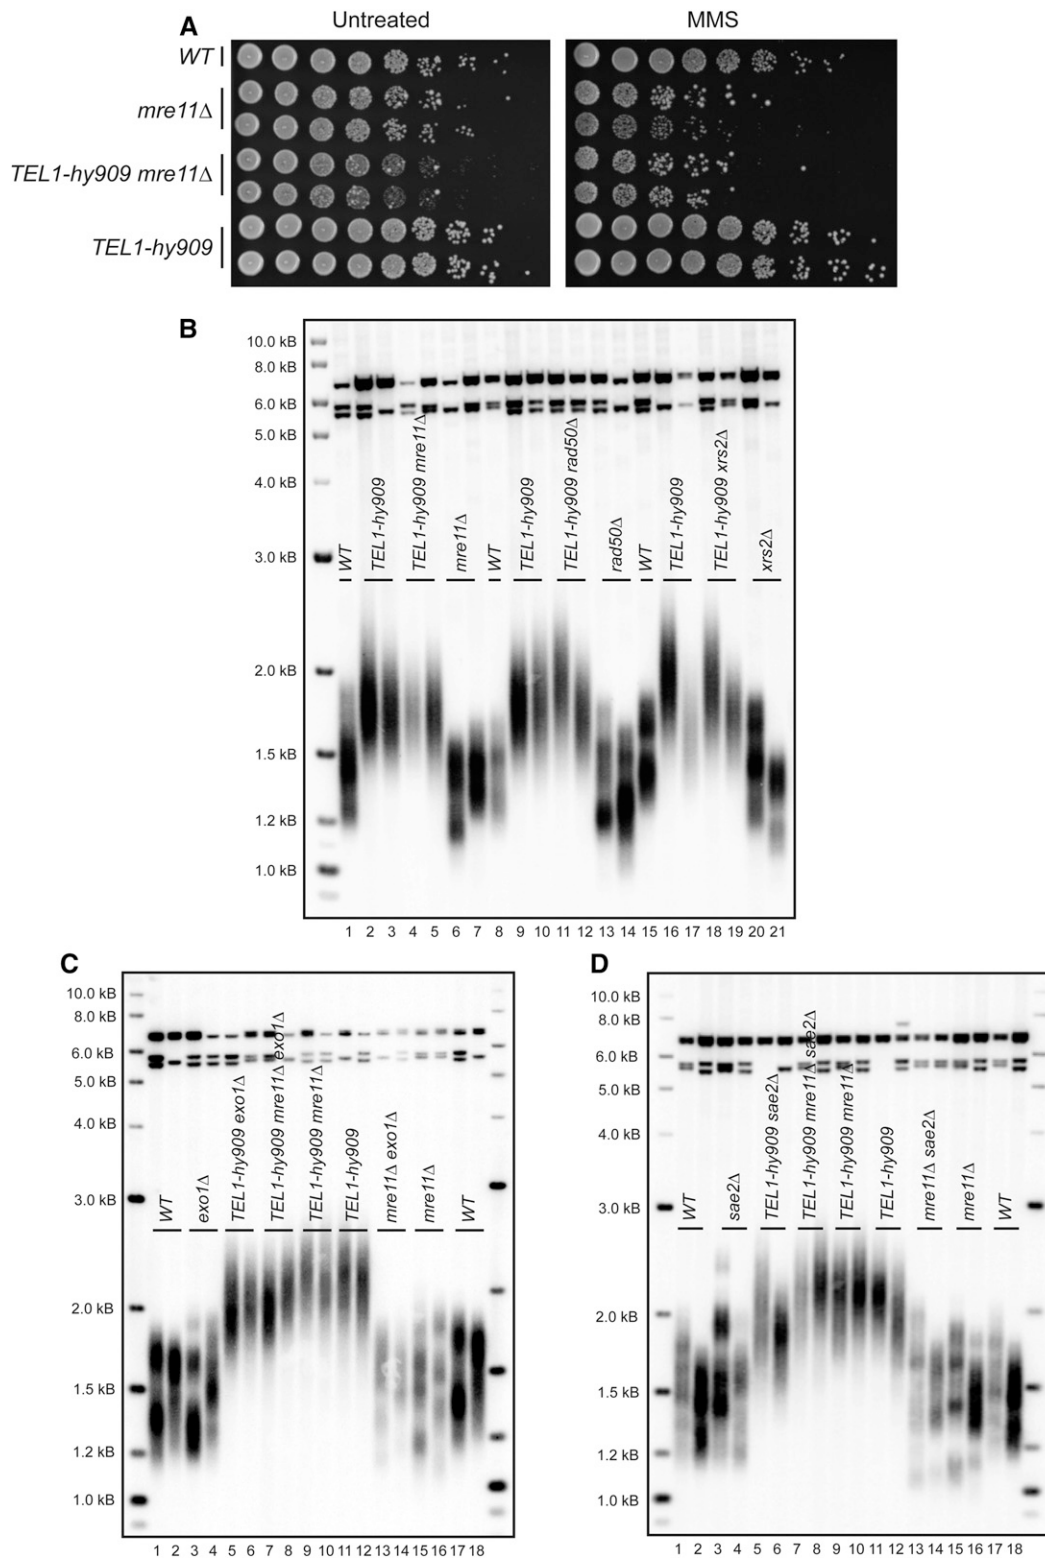 A
Untreated
MMS
WT
mre11Δ
TEL1-hy909 mre11Δ
TEL1-hy909
B
10.0 kB
8.0 kB
6.0 kB
5.0 kB
4.0 kB
3.0 kB
2.0 kB
1.5 kB
1.2 kB
1.0 kB
WT
TEL1-hy909
TEL1-hy909 mre11Δ
mre11Δ
WT
TEL1-hy909
TEL1-hy909 rad50Δ
rad50Δ
WT
TEL1-hy909
TEL1-hy909 xrs2Δ
xrs2Δ
1 2 3 4 5 6 7 8 9 10 11 12 13 14 15 16 17 18 19 20 21
C
10.0 kB
8.0 kB
6.0 kB
5.0 kB
4.0 kB
3.0 kB
2.0 kB
1.5 kB
1.2 kB
1.0 kB
WT
exo1Δ
TEL1-hy909 exo1Δ
TEL1-hy909 mre11Δ exo1Δ
TEL1-hy909 mre11Δ
TEL1-hy909
mre11Δ exo1Δ
mre11Δ
WT
1 2 3 4 5 6 7 8 9 10 11 12 13 14 15 16 17 18
D
10.0 kB
8.0 kB
6.0 kB
5.0 kB
4.0 kB
3.0 kB
2.0 kB
1.5 kB
1.2 kB
1.0 kB
WT
sae2Δ
TEL1-hy909 sae2Δ
TEL1-hy909 mre11Δ sae2Δ
TEL1-hy909 mre11Δ
TEL1-hy909
mre11Δ sae2Δ
mre11Δ
WT
1 2 3 4 5 6 7 8 9 10 11 12 13 14 15 16 17 18